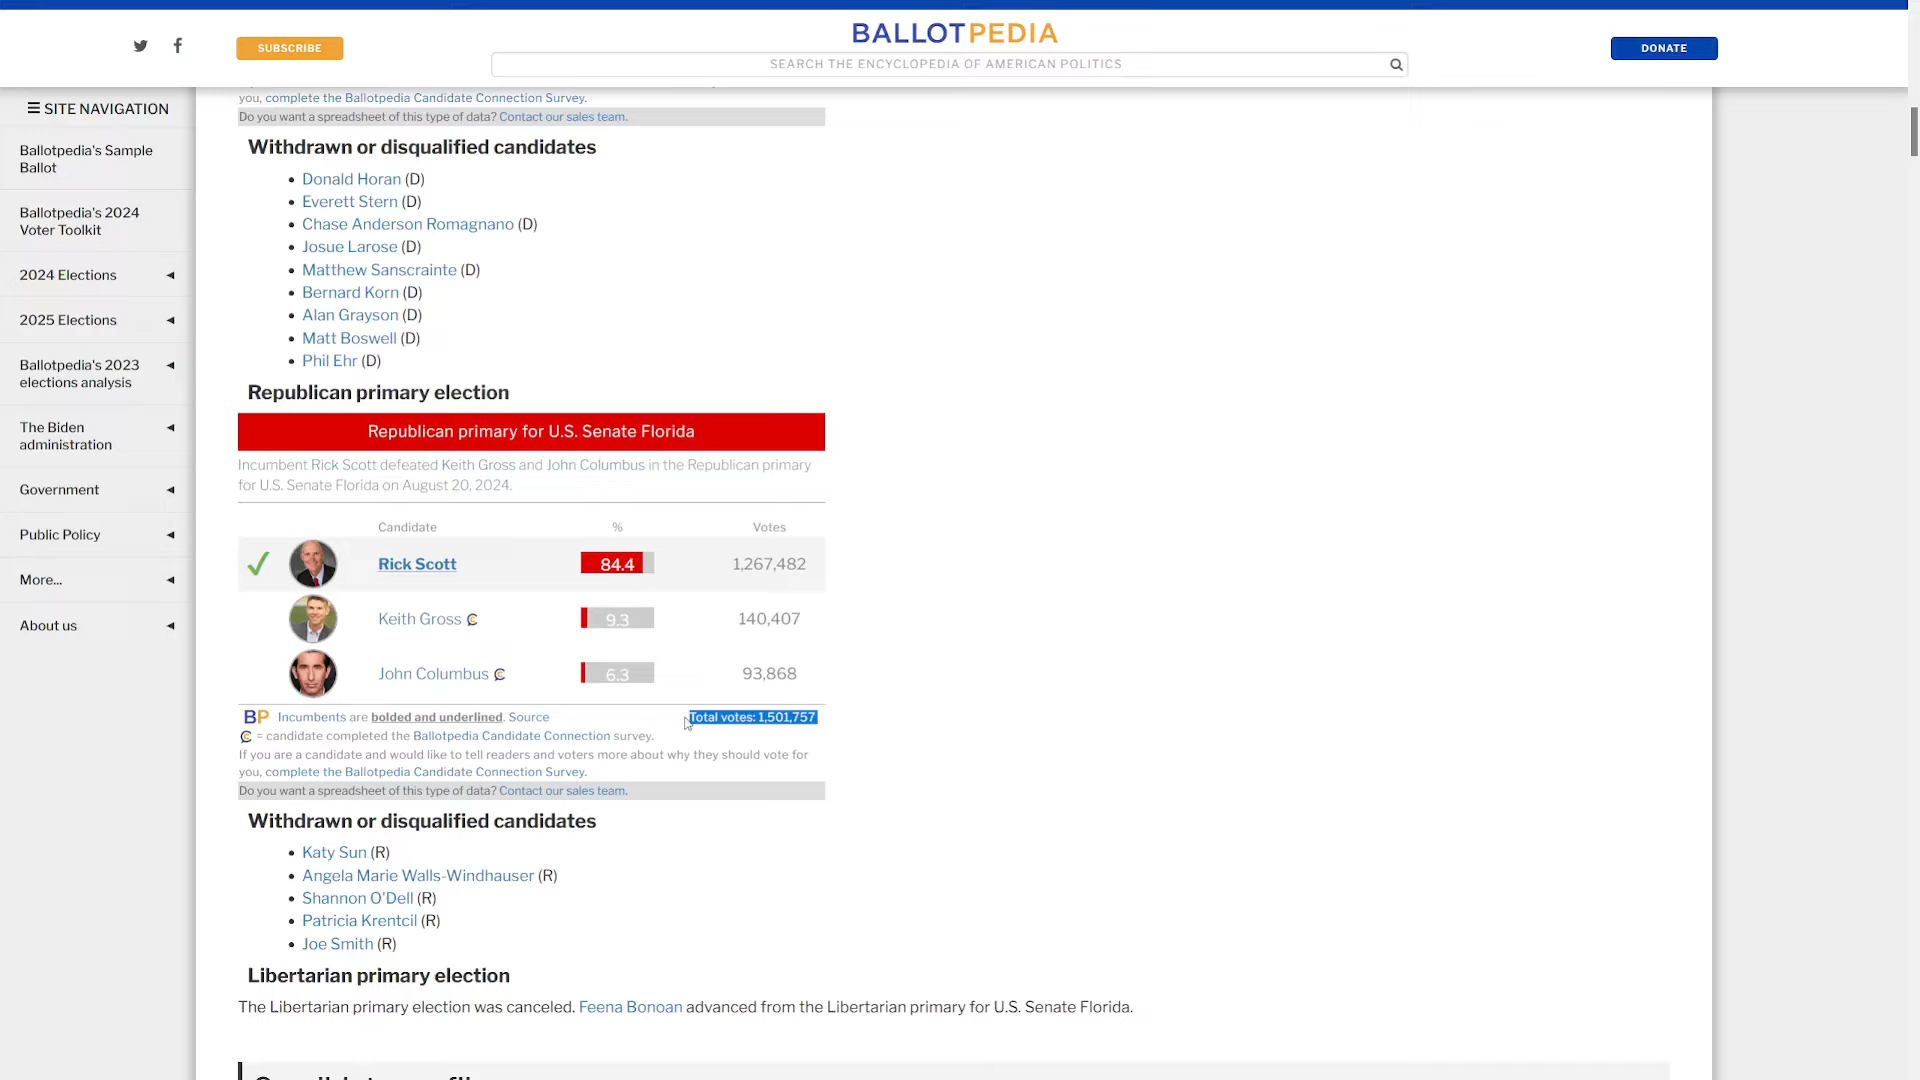 SUBSCRIBE
BALLOTPEDIA
SEARCH THE ENCYCLOPEDIA OF AMERICAN POLITICS
DONATE
SITE NAVIGATION
Ballotpedia's Sample
Ballot
Ballotpedia's 2024
Voter Toolkit
2024 Elections
2025 Elections
Ballotpedia's 2023
elections analysis
The Biden
administration
Government
Public Policy
More...
About us
you, complete the Ballotpedia Candidate Connection Survey.
Do you want a spreadsheet of this type of data? Contact our sales team.
Withdrawn or disqualified candidates
Donald Horan (D)
Everett Stern (D)
Chase Anderson Romagnano (D)
Josue Larose (D)
Matthew Sanscrainte (D)
Bernard Korn (D)
Alan Grayson (D)
Matt Boswell (D)
Phil Ehr (D)
Republican primary election
Republican primary for U.S. Senate Florida
Incumbent Rick Scott defeated Keith Gross and John Columbus in the Republican primary
for U.S. Senate Florida on August 20, 2024.
Candidate % Votes
Rick Scott 84.4 1,267,482
Keith Gross 9.3 140,407
John Columbus 6.3 93,868
BP Incumbents are bolded and underlined. Source Total votes: 1,501,757
= candidate completed the Ballotpedia Candidate Connection survey.
If you are a candidate and would like to tell readers and voters more about why they should vote for
you, complete the Ballotpedia Candidate Connection Survey.
Do you want a spreadsheet of this type of data? Contact our sales team.
Withdrawn or disqualified candidates
Katy Sun (R)
Angela Marie Walls-Windhauser (R)
Shannon O'Dell (R)
Patricia Krentcil (R)
Joe Smith (R)
Libertarian primary election
The Libertarian primary election was canceled. Feena Bonoan advanced from the Libertarian primary for U.S. Senate Florida.